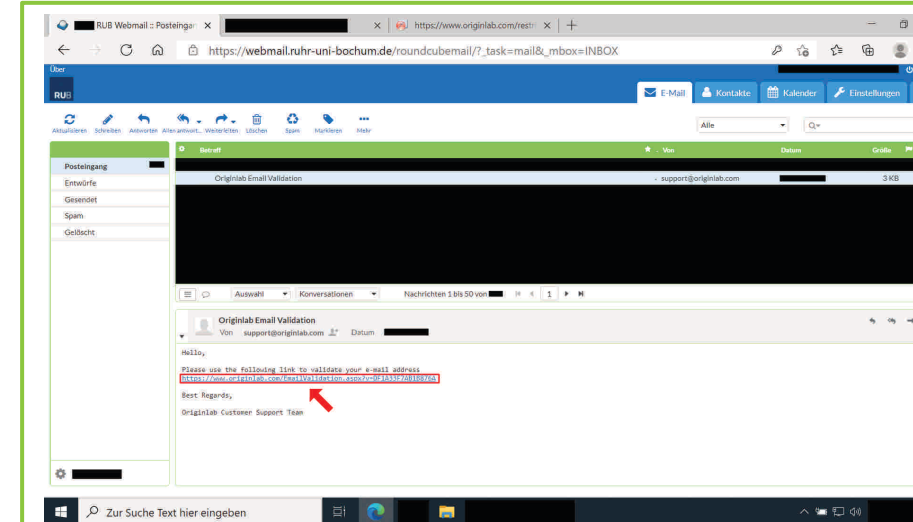 RUB Webmail :: Posteingan
https://www.originlab.com/restri
https://webmail.ruhr-uni-bochum.de/roundcubemail/?_task=mail&_mbox=INBOX
Über
RUB
E-Mail Kontakte Kalender Einstellungen
Aktualisieren Schreiben Antworten Allen antwort... Weiterleiten Löschen Spam Markieren Mehr
Alle
Betreff Von Datum Größe
Posteingang
Originlab Email Validation support@originlab.com 3 KB
Entwürfe
Gesendet
Spam
Gelöscht
Auswahl Konversationen Nachrichten 1 bis 50 von 1
Originlab Email Validation
Von support@originlab.com Datum
Hello,
Please use the following link to validate your e-mail address
Best Regards,
Originlab Customer Support Team
Zur Suche Text hier eingeben